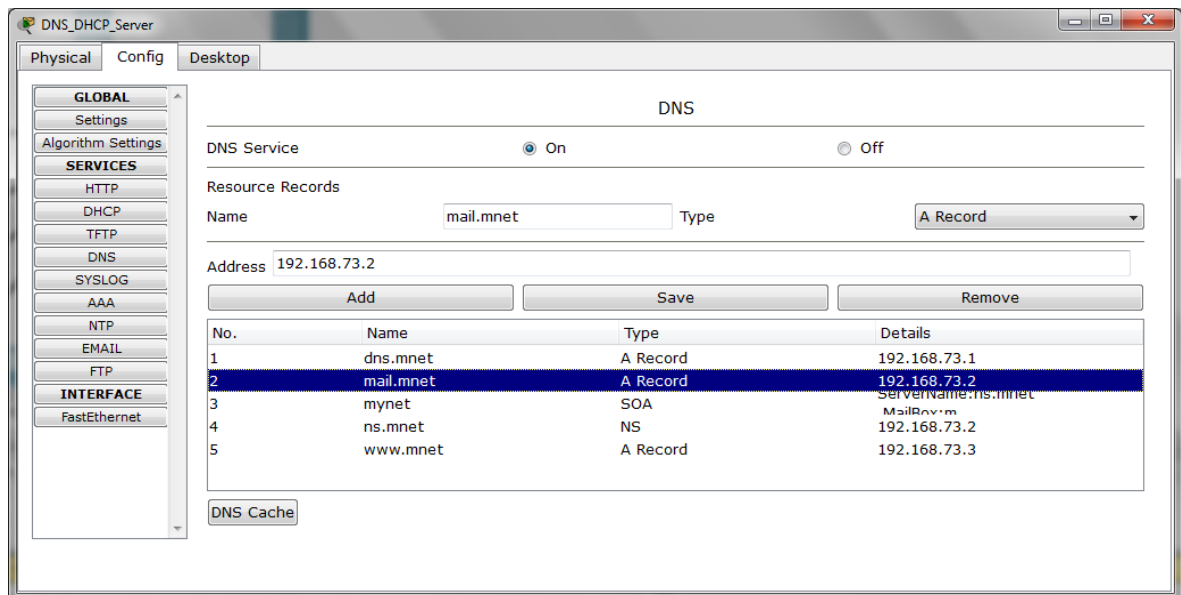 DNS_DHCP_Server
Physical Config Desktop
GLOBAL
Settings
Algorithm Settings
SERVICES
HTTP
DHCP
TFTP
DNS
SYSLOG
AAA
NTP
EMAIL
FTP
INTERFACE
FastEthernet
DNS
DNS Service On Off
Resource Records
Name mail.mnet Type A Record
Address 192.168.73.2
Add Save Remove
No. Name Type Details
1 dns.mnet A Record 192.168.73.1
2 mail.mnet A Record 192.168.73.2
3 mynet SOA ServerName:ns.mnet
MailBox:m
4 ns.mnet NS 192.168.73.2
5 www.mnet A Record 192.168.73.3
DNS Cache